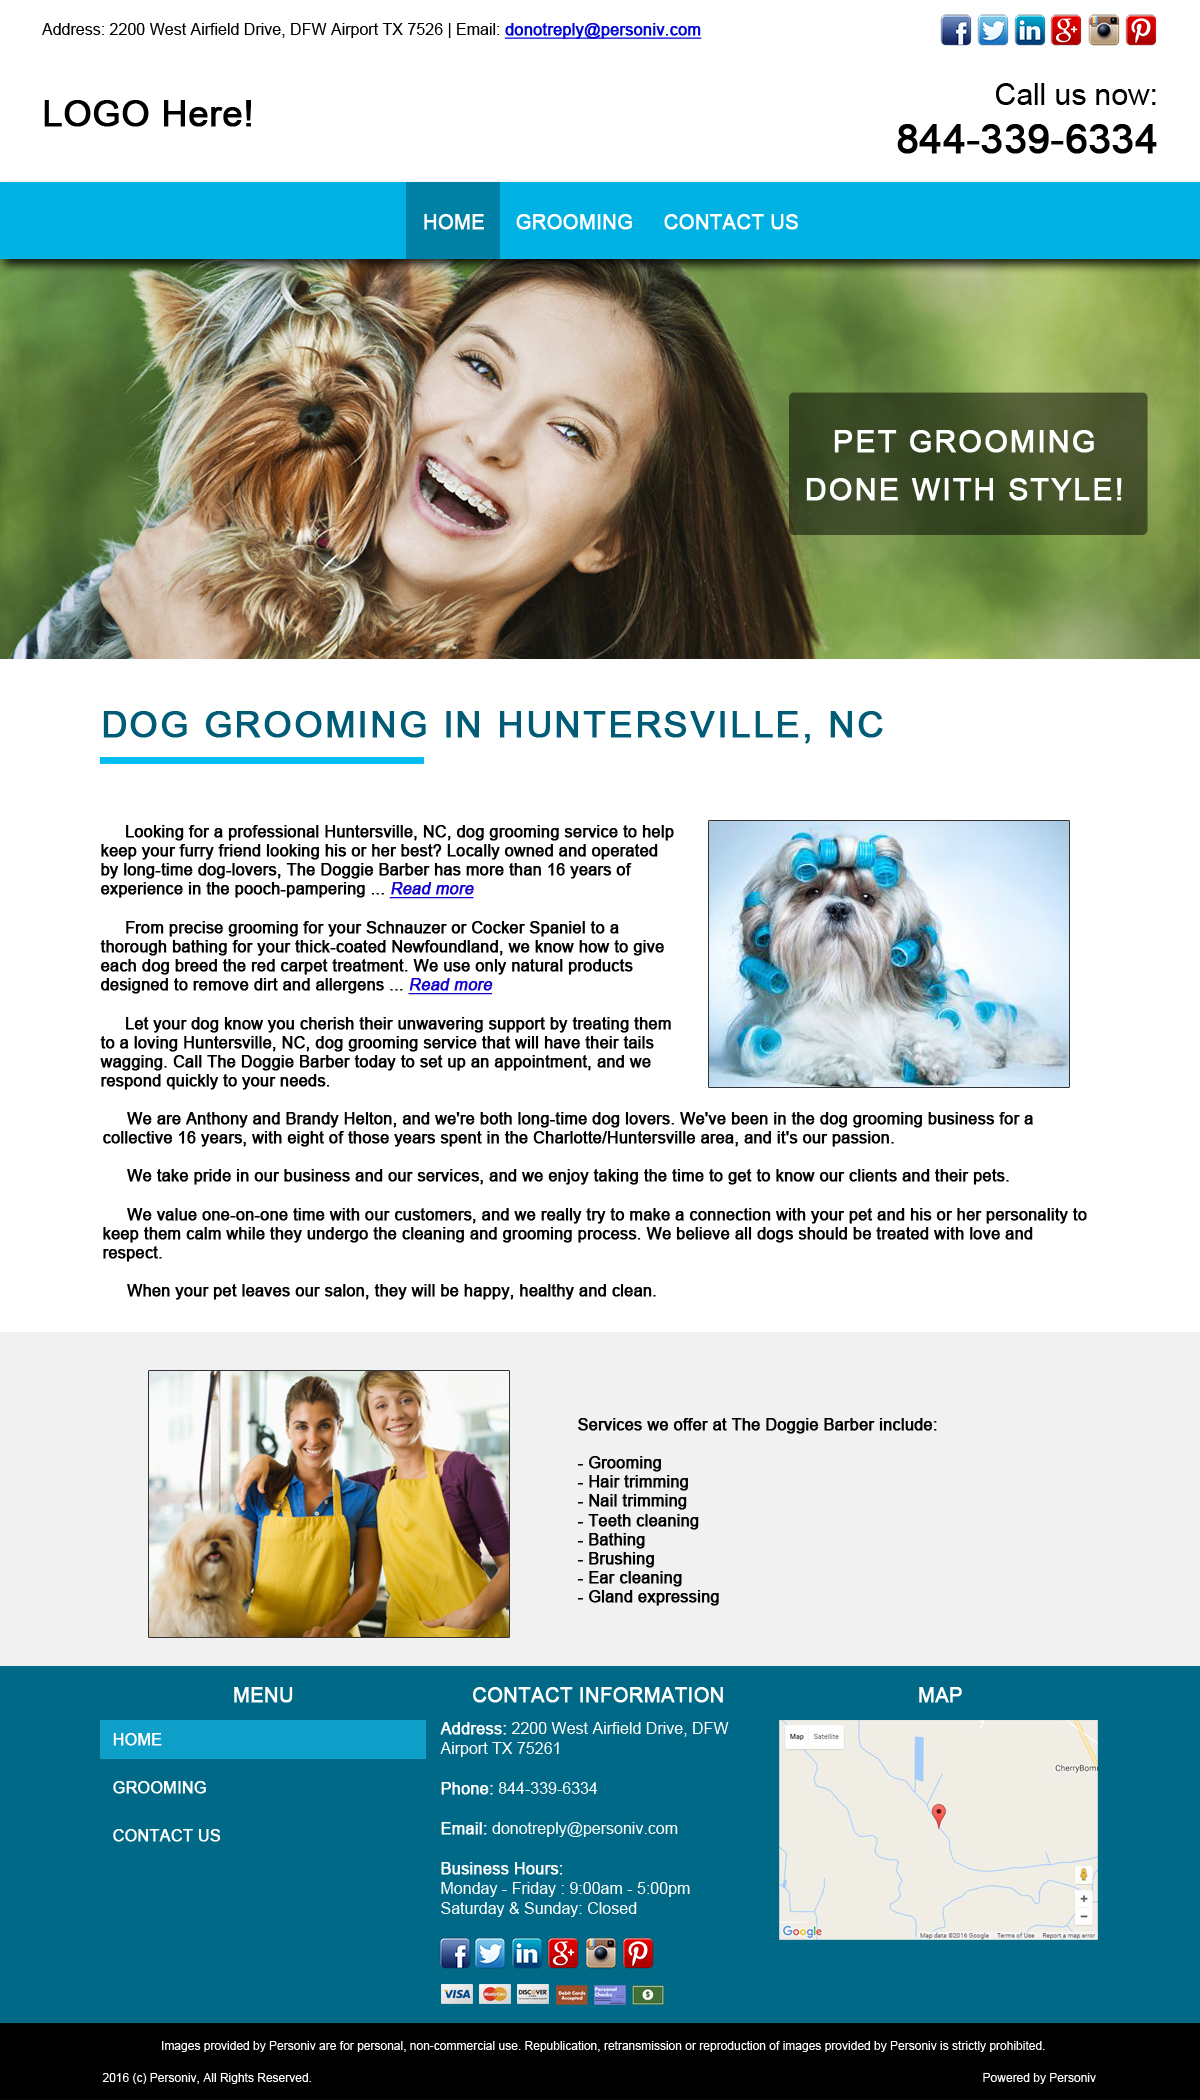 Address: 2200 West Airfield Drive, DFW Airport TX 7526 | Email: donotreply@personiv.com
LOGO Here!
Call us now:
844-339-6334
HOME GROOMING CONTACT US
PET GROOMING
DONE WITH STYLE!
DOG GROOMING IN HUNTERSVILLE, NC
Looking for a professional Huntersville, NC, dog grooming service to help
keep your furry friend looking his or her best? Locally owned and operated
by long-time dog-lovers, The Doggie Barber has more than 16 years of
experience in the pooch-pampering ... Read more
From precise grooming for your Schnauzer or Cocker Spaniel to a
thorough bathing for your thick-coated Newfoundland, we know how to give
each dog breed the red carpet treatment. We use only natural products
designed to remove dirt and allergens ... Read more
Let your dog know you cherish their unwavering support by treating them
to a loving Huntersville, NC, dog grooming service that will have their tails
wagging. Call The Doggie Barber today to set up an appointment, and we
respond quickly to your needs.
We are Anthony and Brandy Helton, and we're both long-time dog lovers. We've been in the dog grooming business for a
collective 16 years, with eight of those years spent in the Charlotte/Huntersville area, and it's our passion.
We take pride in our business and our services, and we enjoy taking the time to get to know our clients and their pets.
We value one-on-one time with our customers, and we really try to make a connection with your pet and his or her personality to
keep them calm while they undergo the cleaning and grooming process. We believe all dogs should be treated with love and
respect.
When your pet leaves our salon, they will be happy, healthy and clean.
Services we offer at The Doggie Barber include:
- Grooming
- Hair trimming
- Nail trimming
- Teeth cleaning
- Bathing
- Brushing
- Ear cleaning
- Gland expressing
MENU
HOME
GROOMING
CONTACT US
CONTACT INFORMATION
Address: 2200 West Airfield Drive, DFW
Airport TX 75261
Phone: 844-339-6334
Email: donotreply@personiv.com
Business Hours:
Monday - Friday : 9:00am - 5:00pm
Saturday & Sunday: Closed
VISA MasterCard DISCOVER Debit Cards Accepted Personal Checks $
MAP
Map Satellite
CherryBom
Google Map data ©2016 Google Terms of Use Report a map error
Images provided by Personiv are for personal, non-commercial use. Republication, retransmission or reproduction of images provided by Personiv is strictly prohibited.
2016 (c) Personiv, All Rights Reserved. Powered by Personiv